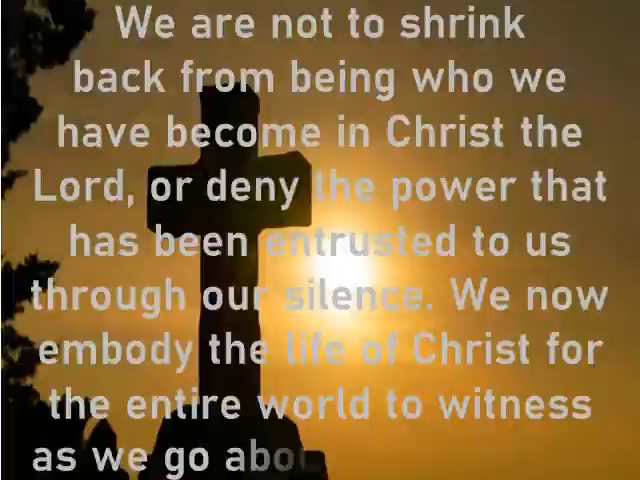 We are not to shrink
back from being who we
have become in Christ the
Lord, or deny the power that
has been entrusted to us
through our silence. We now
embody the life of Christ for
the entire world to witness
as we go abou